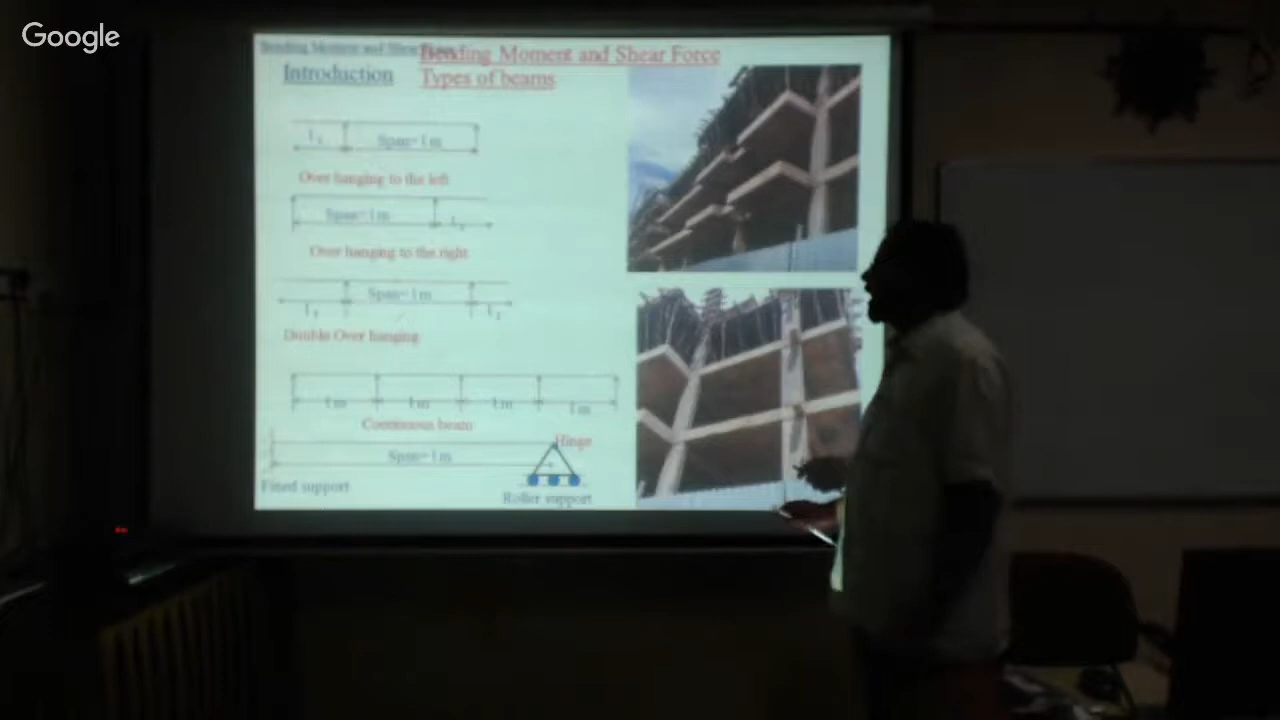 Google
Bending Moment and Shear Force
Introduction
Types of beams
Span=l m
Over hanging to the left
Span=l m
Over hanging to the right
Span=l m
Double Over hanging
l m l m l m l m
Continuous beam
Hinge
Span=l m
Fixed support
Roller support